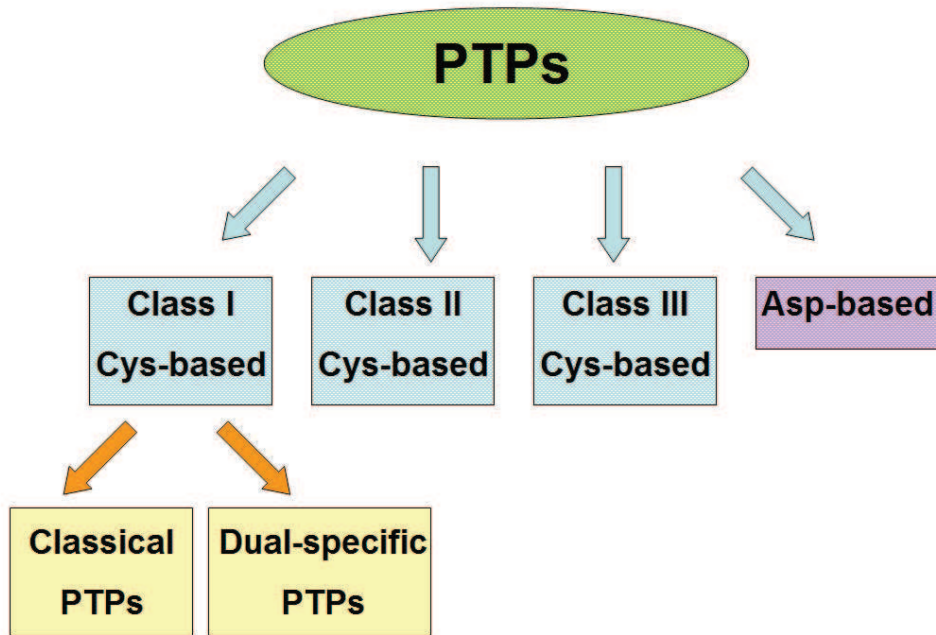 PTPs
Class I
Cys-based
Class II
Cys-based
Class III
Cys-based
Asp-based
Classical
PTPs
Dual-specific
PTPs